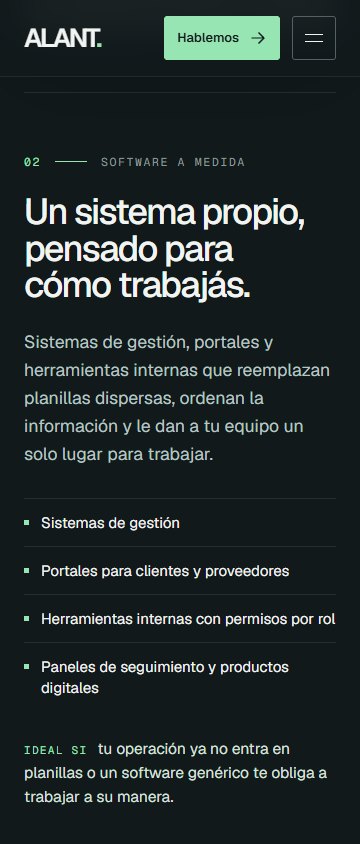 ALANT.
Hablemos
02 SOFTWARE A MEDIDA
Un sistema propio,
pensado para
cómo trabajás.
Sistemas de gestión, portales y
herramientas internas que reemplazan
planillas dispersas, ordenan la
información y le dan a tu equipo un
solo lugar para trabajar.
Sistemas de gestión
Portales para clientes y proveedores
Herramientas internas con permisos por rol
Paneles de seguimiento y productos
digitales
IDEAL SI tu operación ya no entra en
planillas o un software genérico te obliga a
trabajar a su manera.